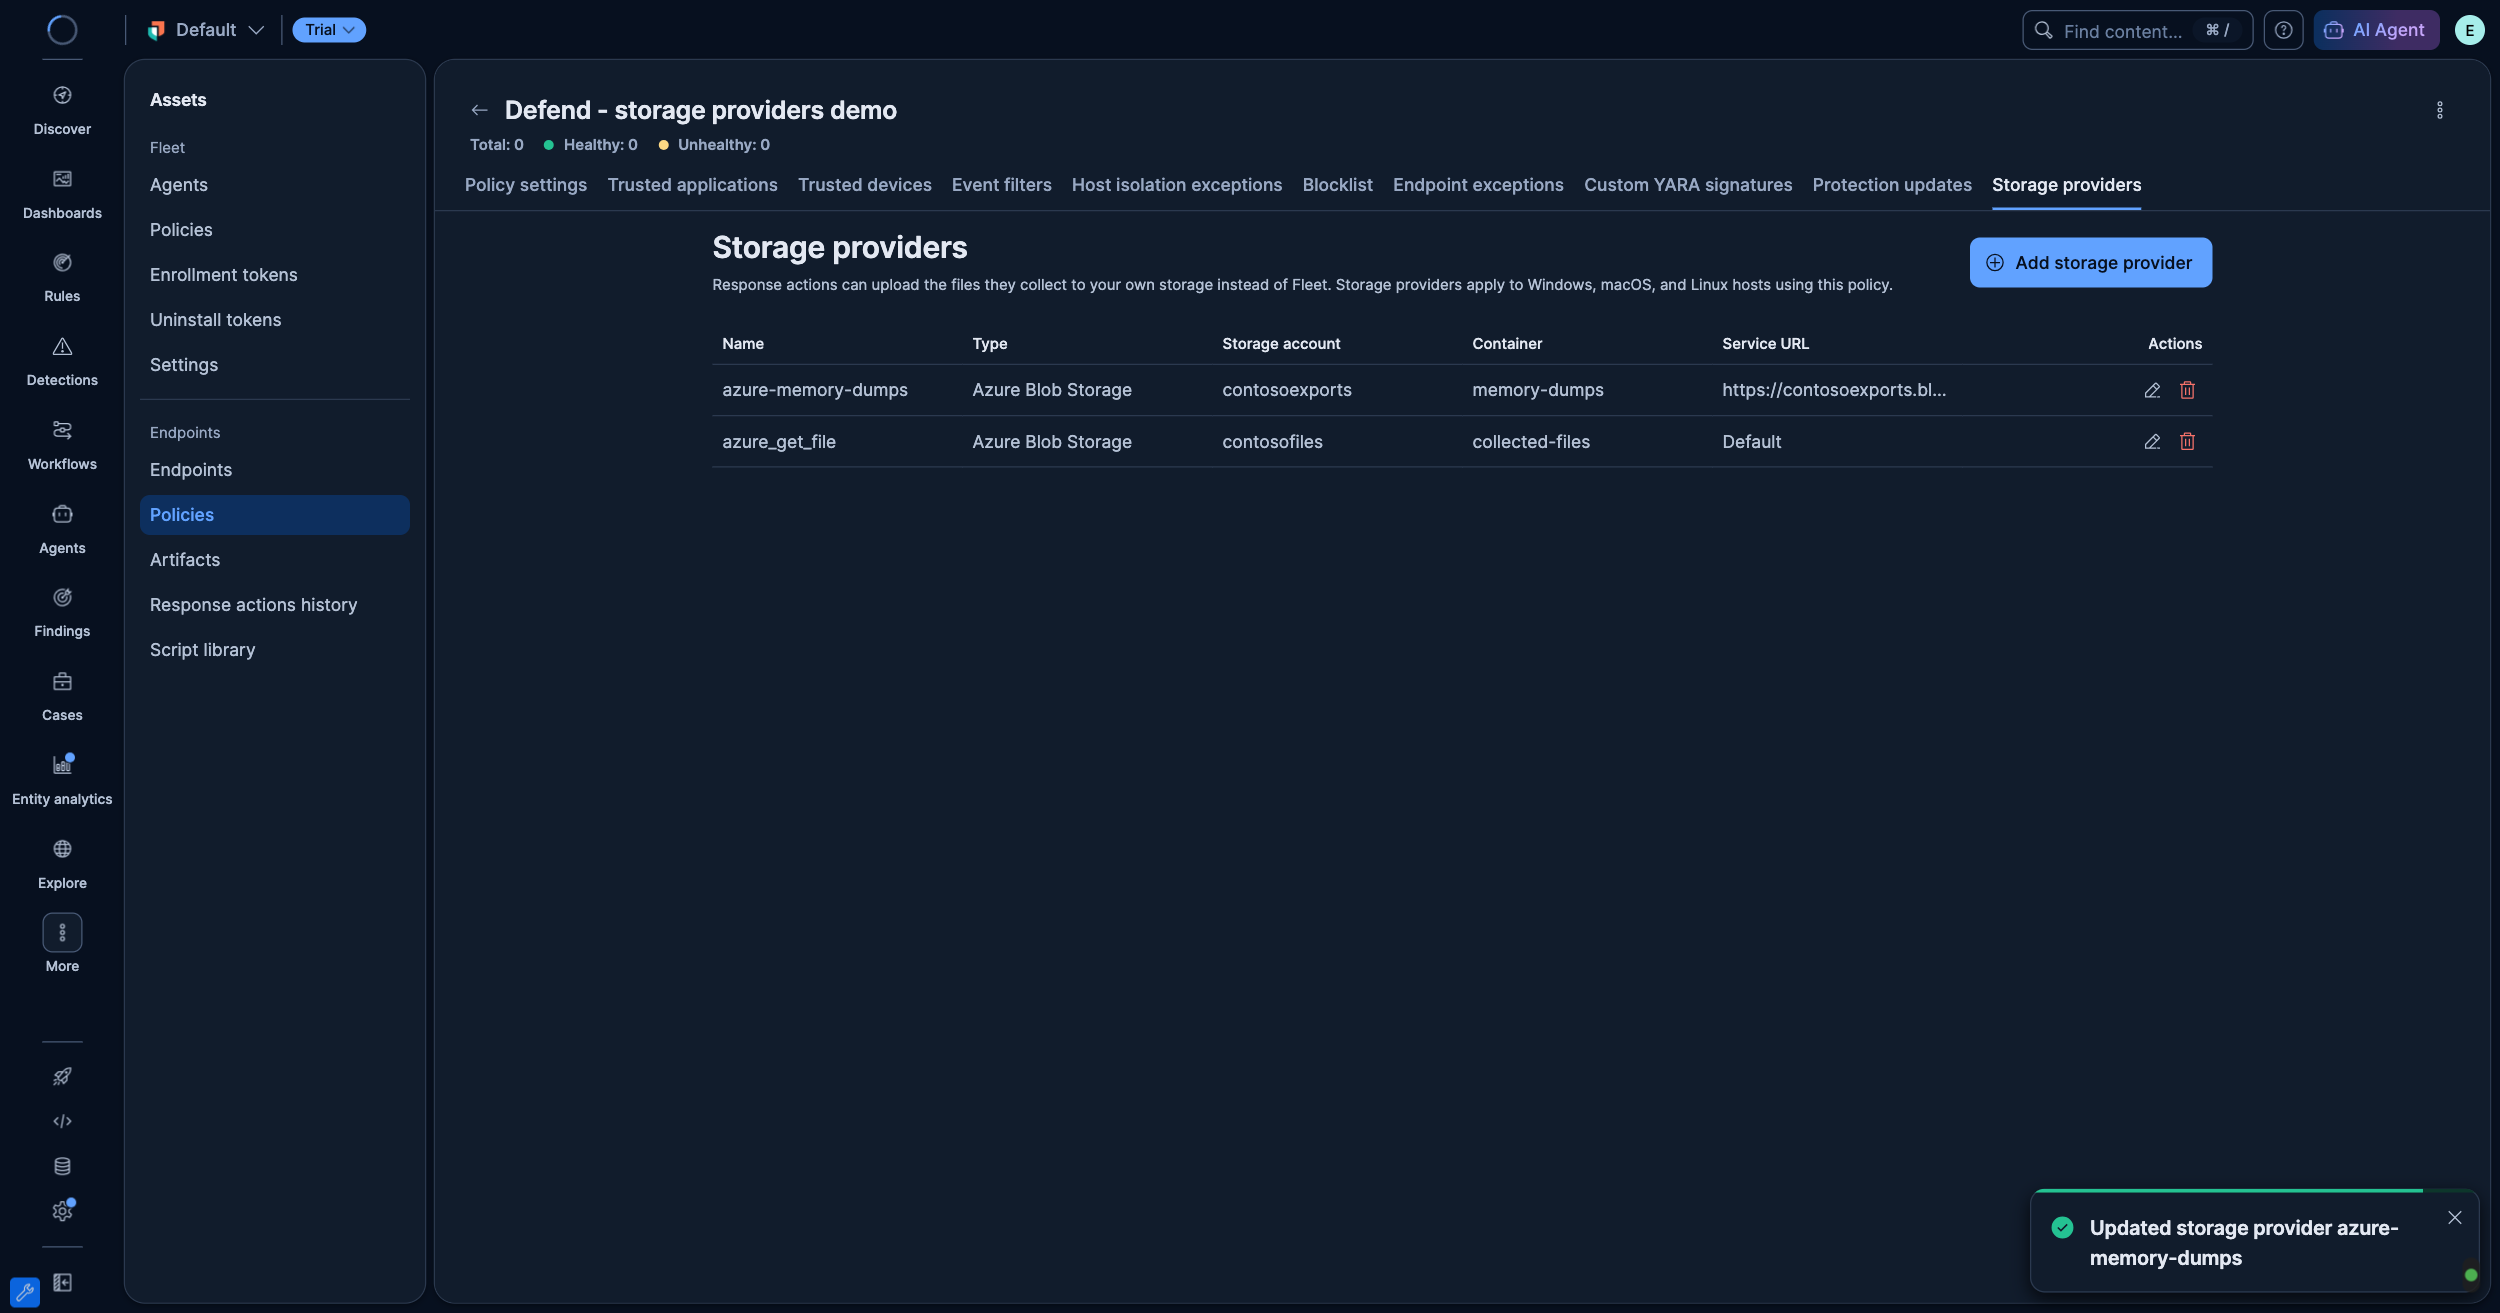 Default
Trial
Find content...
⌘ /
AI Agent
E
Discover
Dashboards
Rules
Detections
Workflows
Agents
Findings
Cases
Entity analytics
Explore
More
Assets
Fleet
Agents
Policies
Enrollment tokens
Uninstall tokens
Settings
Endpoints
Endpoints
Policies
Artifacts
Response actions history
Script library
Defend - storage providers demo
Total: 0 Healthy: 0 Unhealthy: 0
Policy settings Trusted applications Trusted devices Event filters Host isolation exceptions Blocklist Endpoint exceptions Custom YARA signatures Protection updates Storage providers
Storage providers
Add storage provider
Response actions can upload the files they collect to your own storage instead of Fleet. Storage providers apply to Windows, macOS, and Linux hosts using this policy.
Name Type Storage account Container Service URL Actions
azure-memory-dumps Azure Blob Storage contosoexports memory-dumps https://contosoexports.bl...
azure_get_file Azure Blob Storage contosofiles collected-files Default
Updated storage provider azure-
memory-dumps